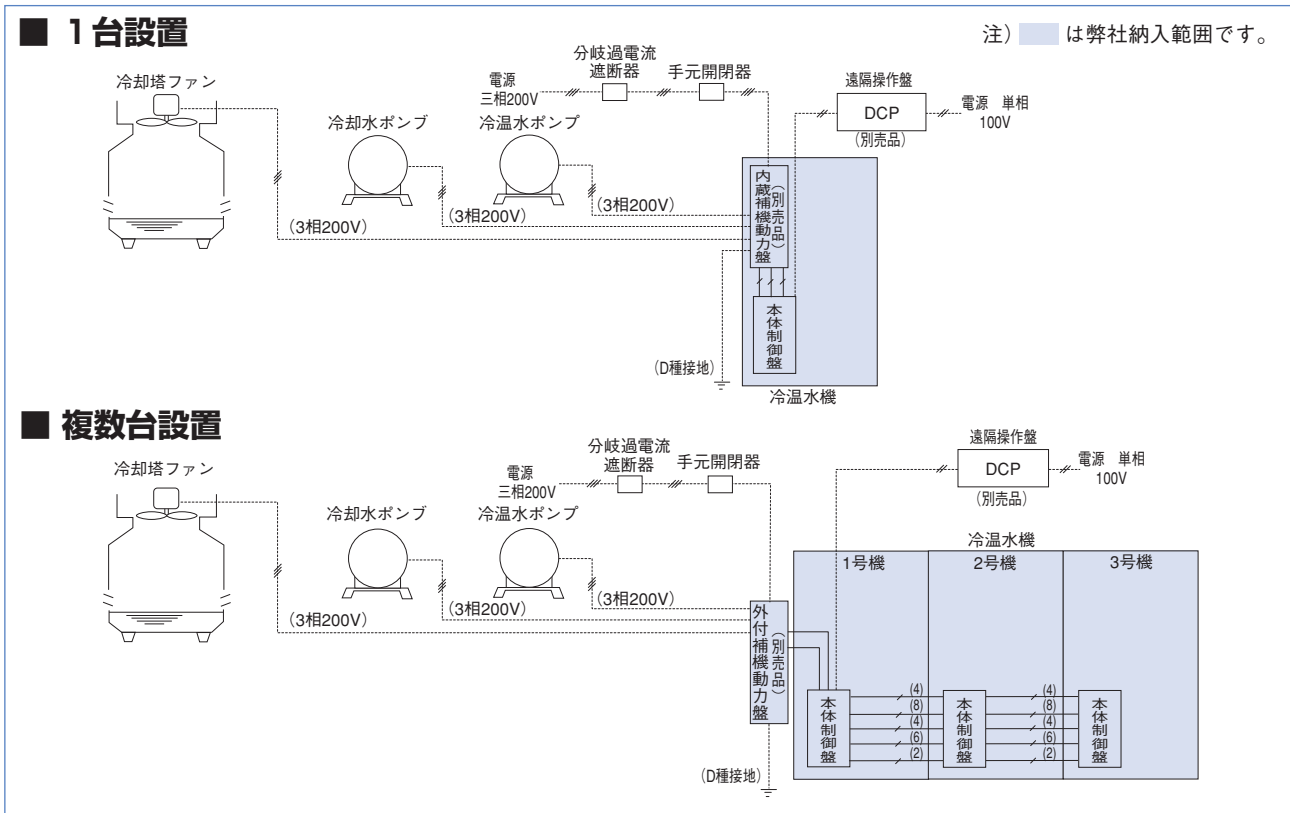 ■ 1台設置
注） は弊社納入範囲です。
冷却塔ファン
冷却水ポンプ
冷温水ポンプ
電源
三相200V
分岐過電流
遮断器
手元開閉器
遠隔操作盤
DCP
（別売品）
電源 単相
100V
（3相200V）
（3相200V）
（3相200V）
内蔵補機動力盤
（別売品）
本体制御盤
（D種接地）
冷温水機
■ 複数台設置
冷却塔ファン
冷却水ポンプ
冷温水ポンプ
電源
三相200V
分岐過電流
遮断器
手元開閉器
遠隔操作盤
DCP
（別売品）
電源 単相
100V
（3相200V）
（3相200V）
（3相200V）
外付補機動力盤
（別売品）
（D種接地）
冷温水機
1号機
2号機
3号機
本体制御盤
(4)
(8)
(4)
(6)
(2)
本体制御盤
(4)
(8)
(4)
(6)
(2)
本体制御盤